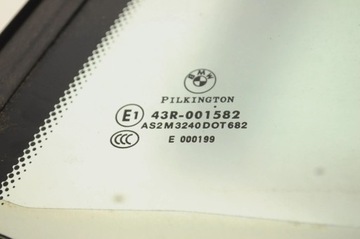 BMW
PILKINGTON
E1 43R-001582
AS2M3240DOT682
CCC E 000199